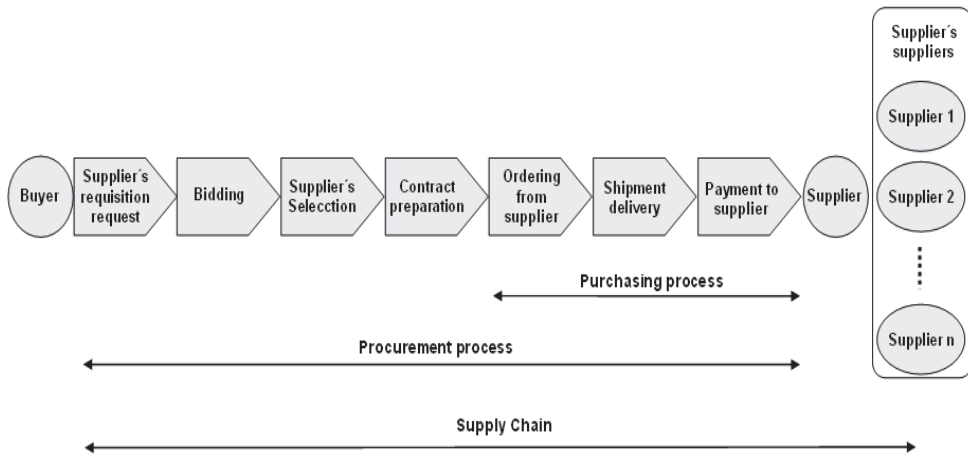 Supplier´s
suppliers
Supplier 1
Buyer
Supplier´s
requisition
request
Bidding
Supplier´s
Selecction
Contract
preparation
Ordering
from
supplier
Shipment
delivery
Payment to
supplier
Supplier
Supplier 2
Supplier n
Purchasing process
Procurement process
Supply Chain